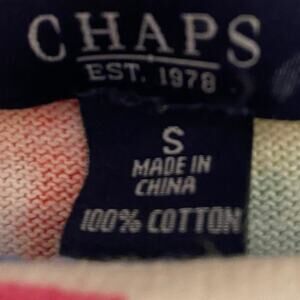 CHAPS
EST. 1978
S
MADE IN
CHINA
100% COTTON